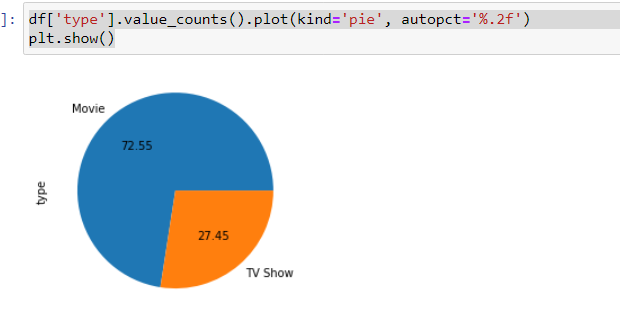 ]: df['type'].value_counts().plot(kind='pie', autopct='%.2f')
plt.show()
Movie
72.55
type
27.45
TV Show